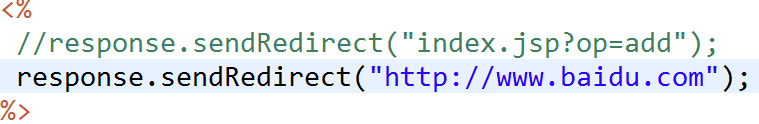 <%
//response.sendRedirect("index.jsp?op=add");
response.sendRedirect("http://www.baidu.com");
%>